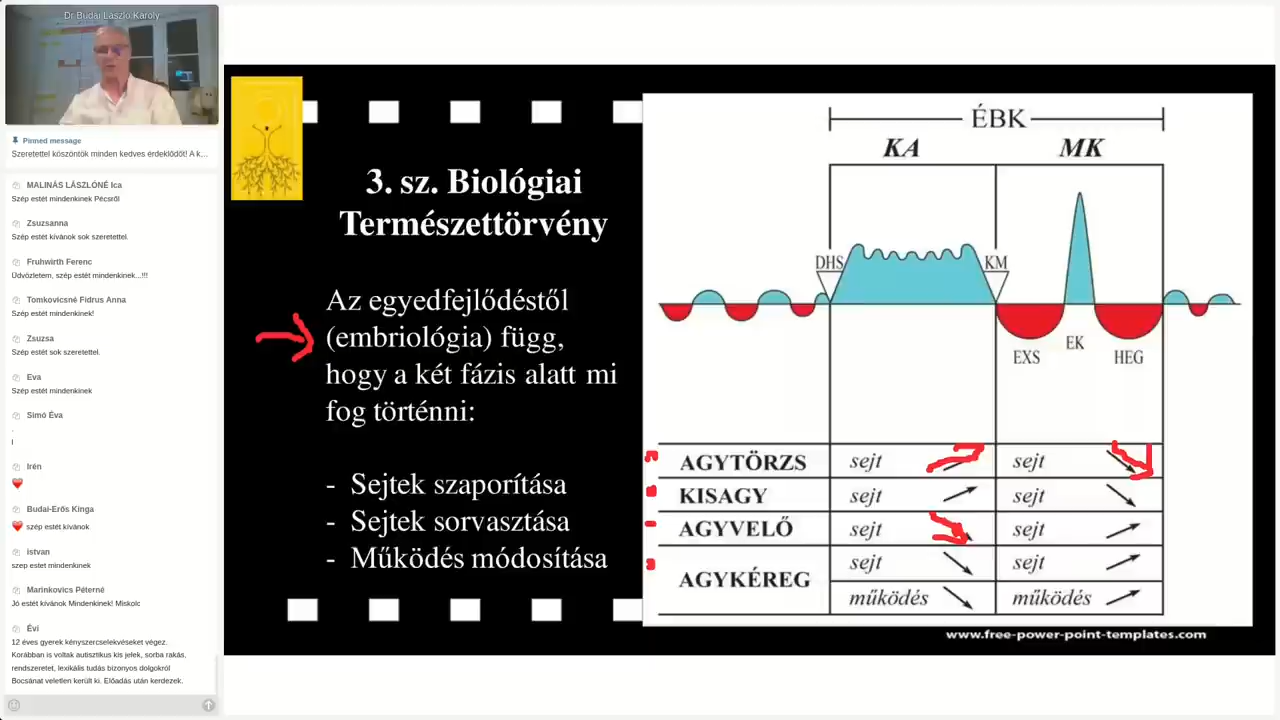 Dr Budai László Károly
Pinned message
Szeretettel köszöntök minden kedves érdeklődőt! A k...
MALINÁS LÁSZLÓNÉ Ica
Szép estét mindenkinek Pécsről
Zsuzsanna
Szép estét kívánok sok szeretettel.
Fruhwirth Ferenc
Üdvözletem, szép estét mindenkinek...!!!
Tomkovicsné Fidrus Anna
Szép estét mindenkinek!
Zsuzsa
Szép estét sok szeretettel.
Eva
Szép estét mindenkinek
Simó Éva
.
I
Irén
Budai-Erős Kinga
szép estét kívánok
istvan
szep estet mindenkinek
Marinkovics Péterné
Jó estét kívánok Mindenkinek! Miskolc
Évi
12 éves gyerek kényszercselekvéseket végez.
Korábban is voltak autisztikus kis jelek, sorba rakás.
rendszeretet, lexikális tudás bizonyos dolgokról
Bocsánat veletlen került ki. Előadás után kerdezek.
3. sz. Biológiai
Természettörvény
Az egyedfejlődéstől
(embriológia) függ,
hogy a két fázis alatt mi
fog történni:
- Sejtek szaporítása
- Sejtek sorvasztása
- Működés módosítása
ÉBK
KA MK
DHS KM
EXS EK HEG
AGYTÖRZS sejt sejt
KISAGY sejt sejt
AGYVELŐ sejt sejt
AGYKÉREG sejt sejt
működés működés
www.free-power-point-templates.com